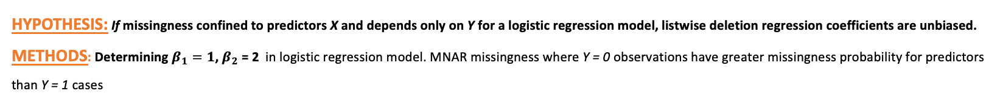 HYPOTHESIS: If missingness confined to predictors X and depends only on Y for a logistic regression model, listwise deletion regression coefficients are unbiased.
METHODS: Determining β₁ = 1, β₂ = 2 in logistic regression model. MNAR missingness where Y = 0 observations have greater missingness probability for predictors
than Y = 1 cases